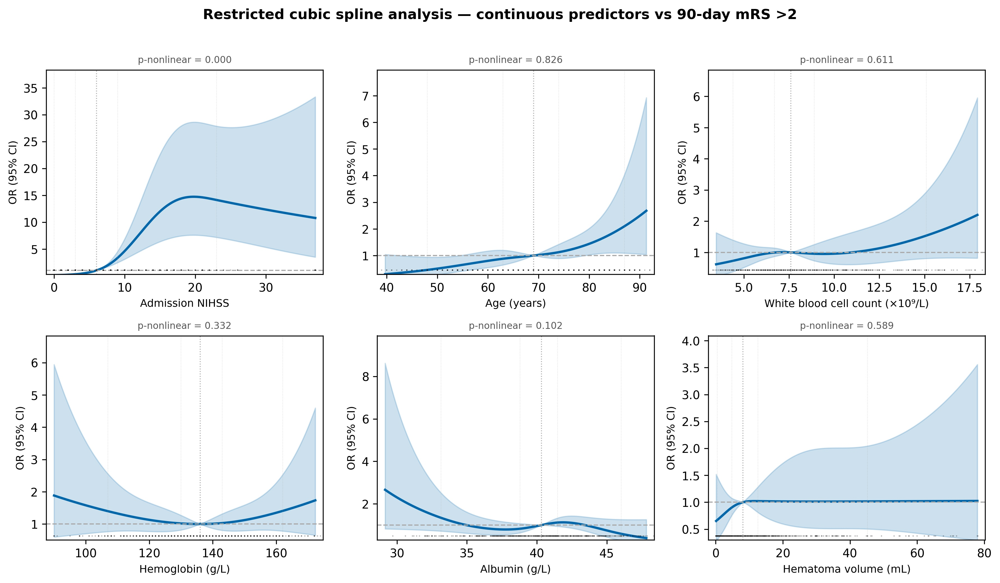 Restricted cubic spline analysis — continuous predictors vs 90-day mRS >2
p-nonlinear = 0.000
OR (95% CI)
35
30
25
20
15
10
5
0 10 20 30
Admission NIHSS
p-nonlinear = 0.826
OR (95% CI)
7
6
5
4
3
2
1
40 50 60 70 80 90
Age (years)
p-nonlinear = 0.611
OR (95% CI)
6
5
4
3
2
1
5.0 7.5 10.0 12.5 15.0 17.5
White blood cell count (×10⁹/L)
p-nonlinear = 0.332
OR (95% CI)
6
5
4
3
2
1
100 120 140 160
Hemoglobin (g/L)
p-nonlinear = 0.102
OR (95% CI)
8
6
4
2
30 35 40 45
Albumin (g/L)
p-nonlinear = 0.589
OR (95% CI)
4.0
3.5
3.0
2.5
2.0
1.5
1.0
0.5
0 20 40 60 80
Hematoma volume (mL)